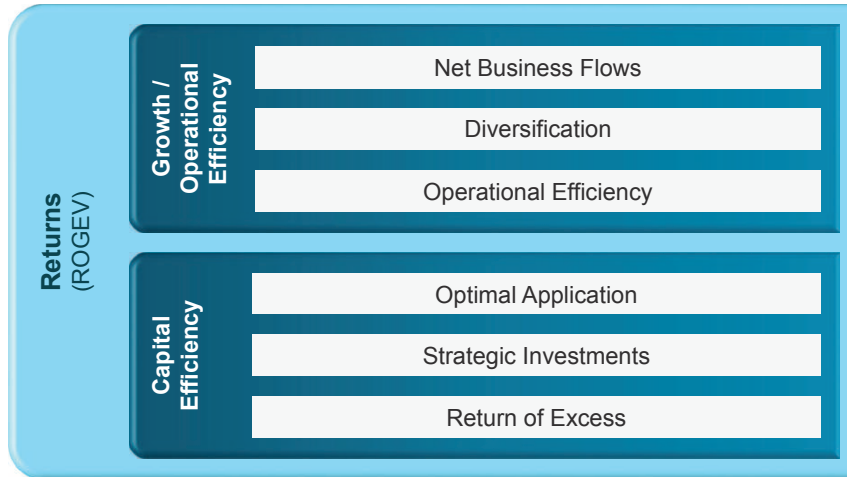 Returns
(ROGEV)
Growth /
Operational
Efficiency
Net Business Flows
Diversification
Operational Efficiency
Capital
Efficiency
Optimal Application
Strategic Investments
Return of Excess